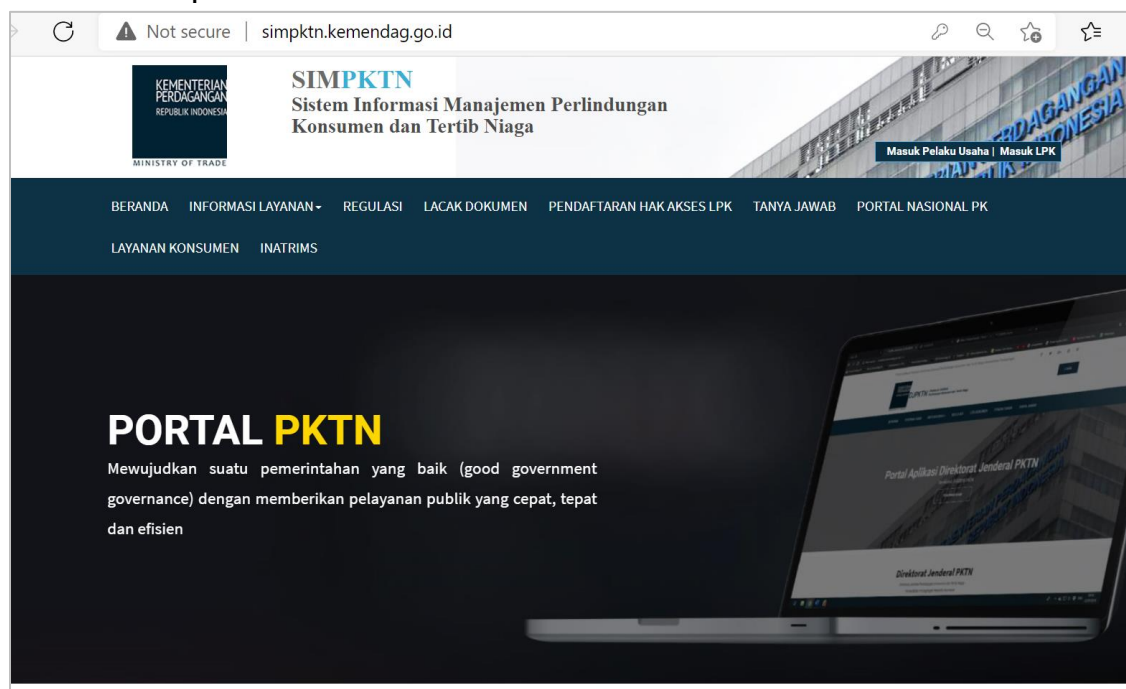 Not secure | simpktn.kemendag.go.id
KEMENTERIAN
PERDAGANGAN
REPUBLIK INDONESIA
MINISTRY OF TRADE
SIMPKTN
Sistem Informasi Manajemen Perlindungan
Konsumen dan Tertib Niaga
Masuk Pelaku Usaha | Masuk LPK
BERANDA INFORMASI LAYANAN REGULASI LACAK DOKUMEN PENDAFTARAN HAK AKSES LPK TANYA JAWAB PORTAL NASIONAL PK
LAYANAN KONSUMEN INATRIMS
PORTAL PKTN
Mewujudkan suatu pemerintahan yang baik (good government
governance) dengan memberikan pelayanan publik yang cepat, tepat
dan efisien
Portal Aplikasi Direktorat Jenderal PKTN
Direktorat Jenderal PKTN